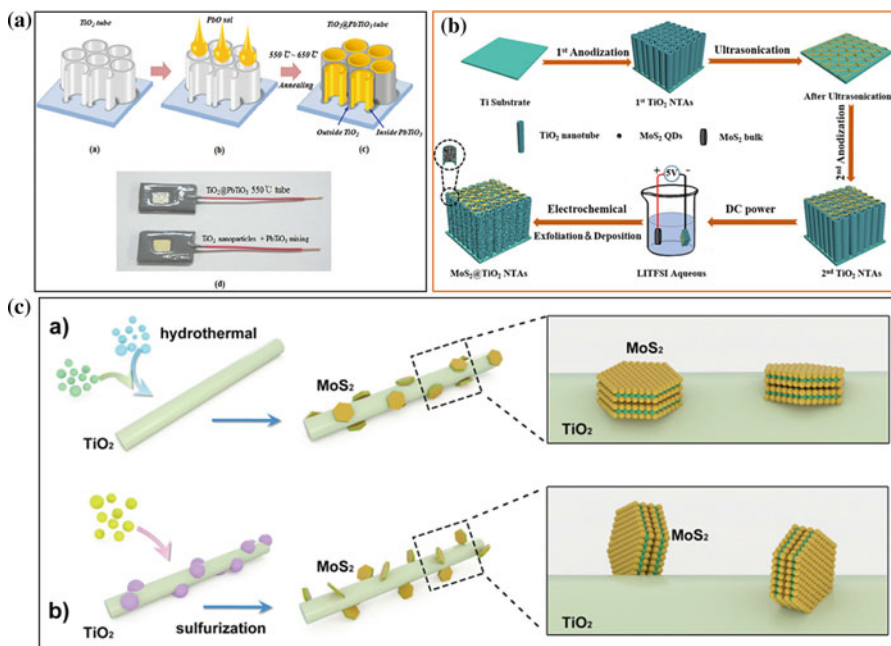 (a)
TiO2 tube
PbO sol
TiO2@PbTiO3 tube
550℃ ~ 650℃
Annealing
Outside TiO2
Inside PbTiO3
(a)
(b)
(c)
TiO2@PbTiO3 550℃ tube
TiO2 nanoparticles + PbTiO3 mixing
(d)
(b)
1st Anodization
Ultrasonication
Ti Substrate
1st TiO2 NTAs
After Ultrasonication
TiO2 nanotube
MoS2 QDs
MoS2 bulk
2nd Anodization
+ 5V -
Electrochemical
Exfoliation & Deposition
DC power
MoS2@TiO2 NTAs
LITFSI Aqueous
2nd TiO2 NTAs
(c)
a)
hydrothermal
TiO2
MoS2
MoS2
TiO2
b)
TiO2
sulfurization
MoS2
MoS2
TiO2